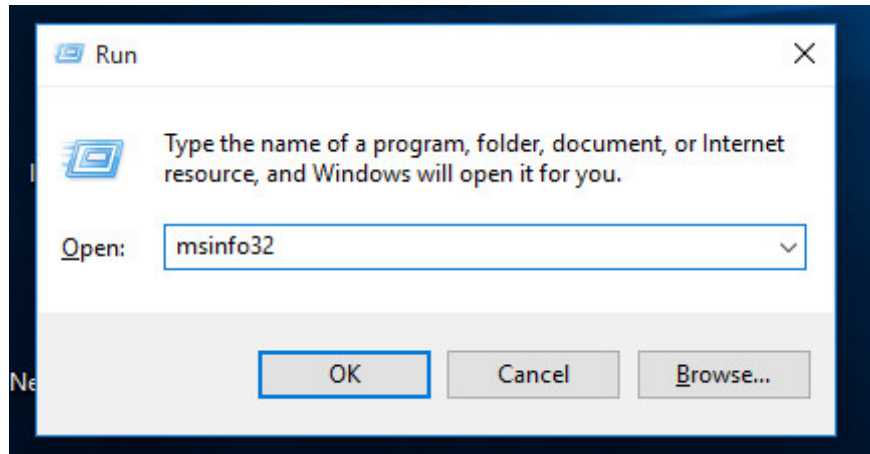 Run
Type the name of a program, folder, document, or Internet
resource, and Windows will open it for you.
Open: msinfo32
OK Cancel Browse...
Ne